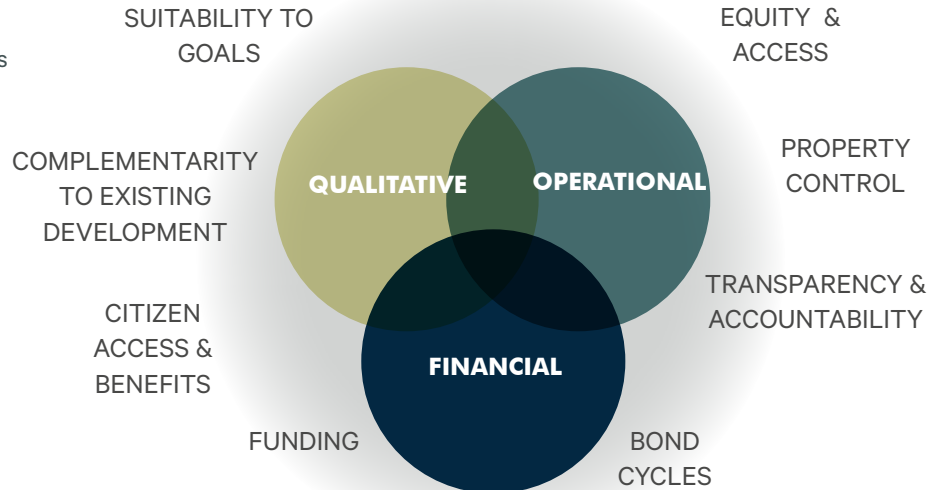 SUITABILITY TO
GOALS
EQUITY &
ACCESS
s
COMPLEMENTARITY
TO EXISTING
DEVELOPMENT
QUALITATIVE
OPERATIONAL
PROPERTY
CONTROL
CITIZEN
ACCESS &
BENEFITS
TRANSPARENCY &
ACCOUNTABILITY
FINANCIAL
FUNDING
BOND
CYCLES